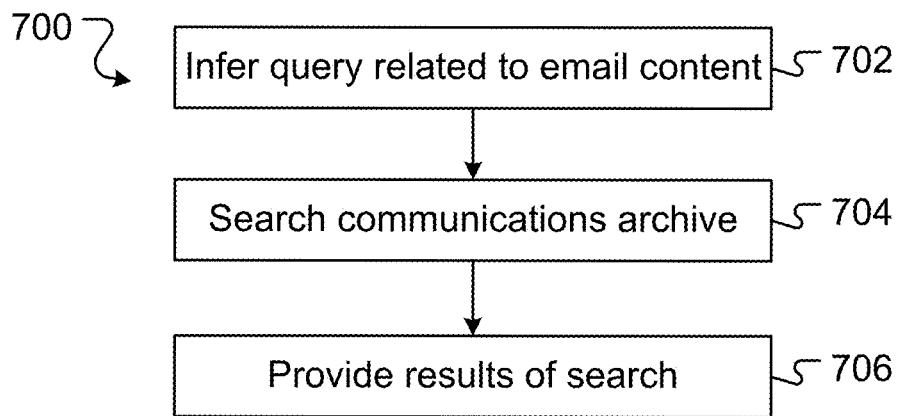 700
Infer query related to email content
702
Search communications archive
704
Provide results of search
706